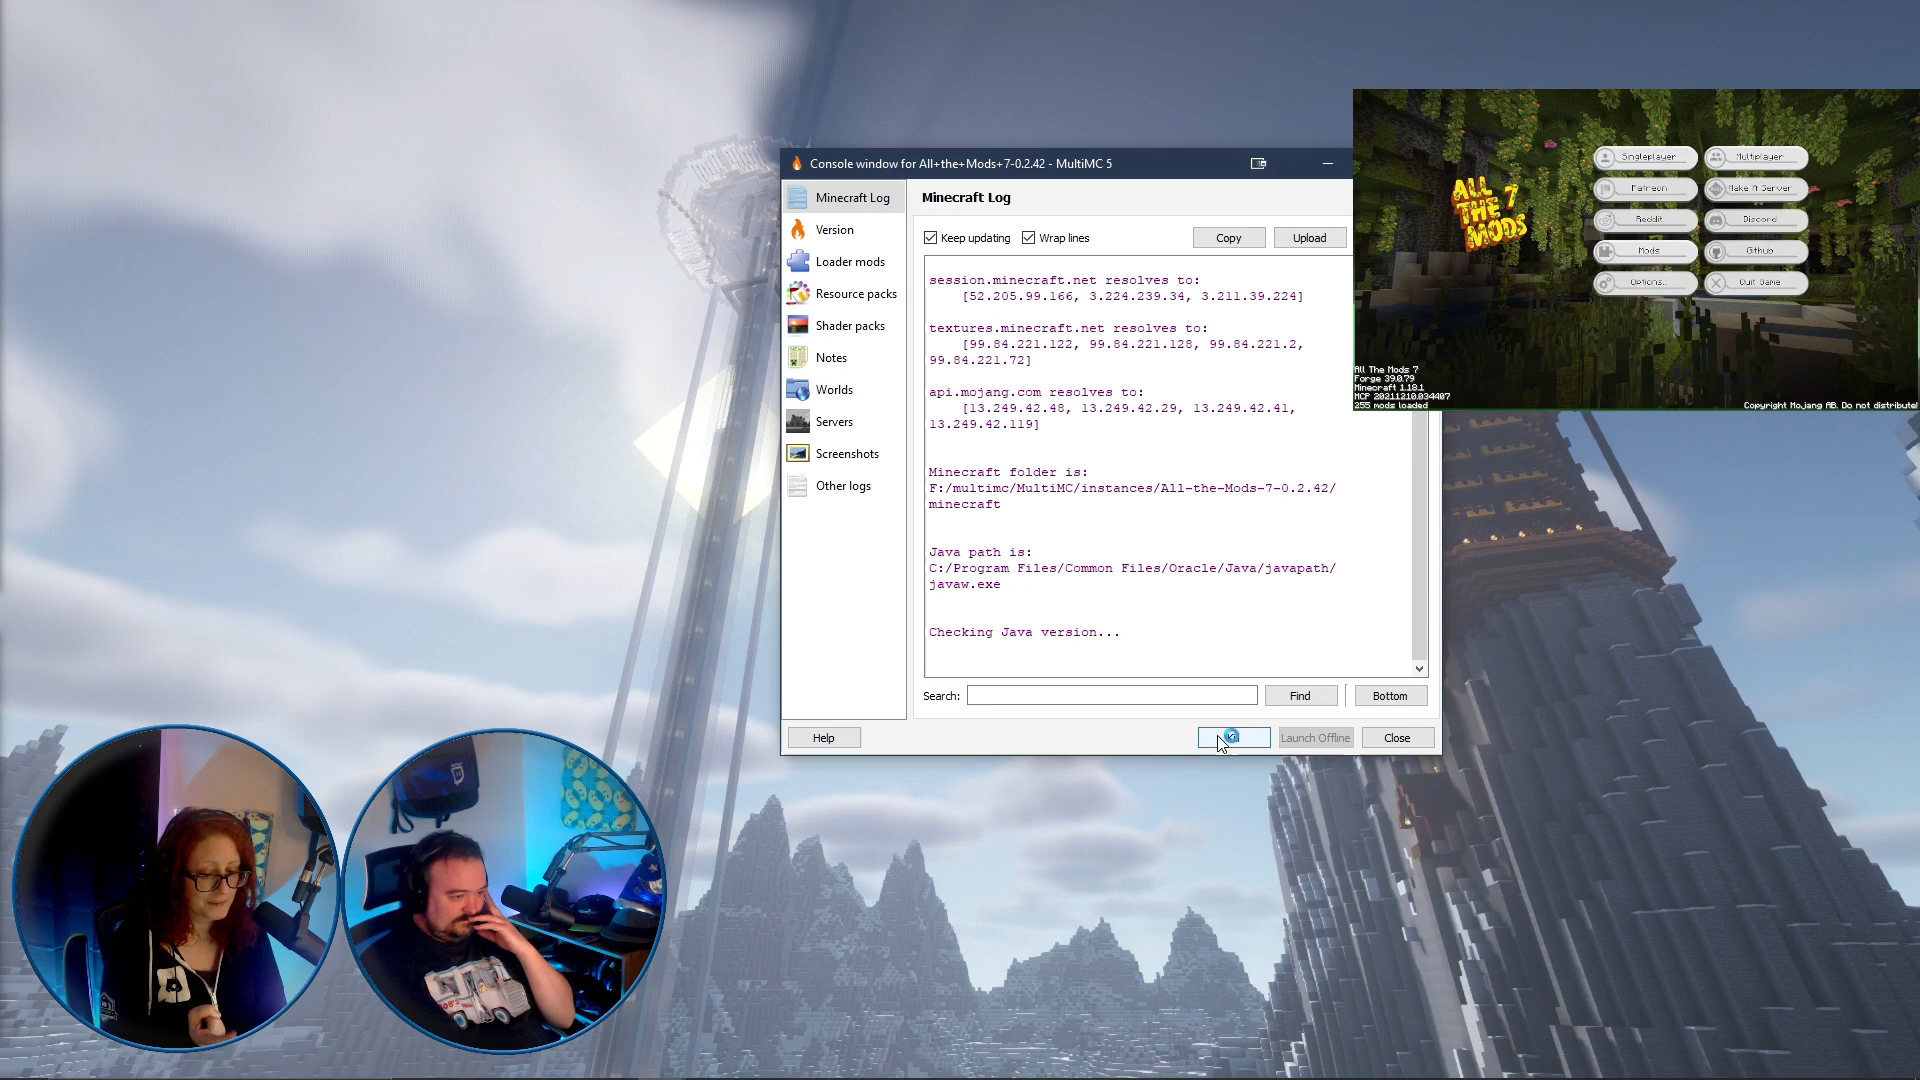 Console window for All+the+Mods+7-0.2.42 - MultiMC 5
Minecraft Log
Version
Loader mods
Resource packs
Shader packs
Notes
Worlds
Servers
Screenshots
Other logs
Minecraft Log
Keep updating
Wrap lines
Copy
Upload
session.minecraft.net resolves to:
[52.205.99.166, 3.224.239.34, 3.211.39.224]
textures.minecraft.net resolves to:
[99.84.221.122, 99.84.221.128, 99.84.221.2,
99.84.221.72]
api.mojang.com resolves to:
[13.249.42.48, 13.249.42.29, 13.249.42.41,
13.249.42.119]
Minecraft folder is:
F:/multimc/MultiMC/instances/All-the-Mods-7-0.2.42/
minecraft
Java path is:
C:/Program Files/Common Files/Oracle/Java/javapath/
javaw.exe
Checking Java version...
Search:
Find
Bottom
Help
Launch Offline
Close
ALL
THE 7
MODS
Singleplayer
Multiplayer
Patreon
Make A Server
Reddit
Discord
Mods
Github
Options...
Quit Game
All The Mods 7
Forge 39.0.79
Minecraft 1.18.1
MCP 20211210.034407
255 mods loaded
Copyright Mojang AB. Do not distribute!